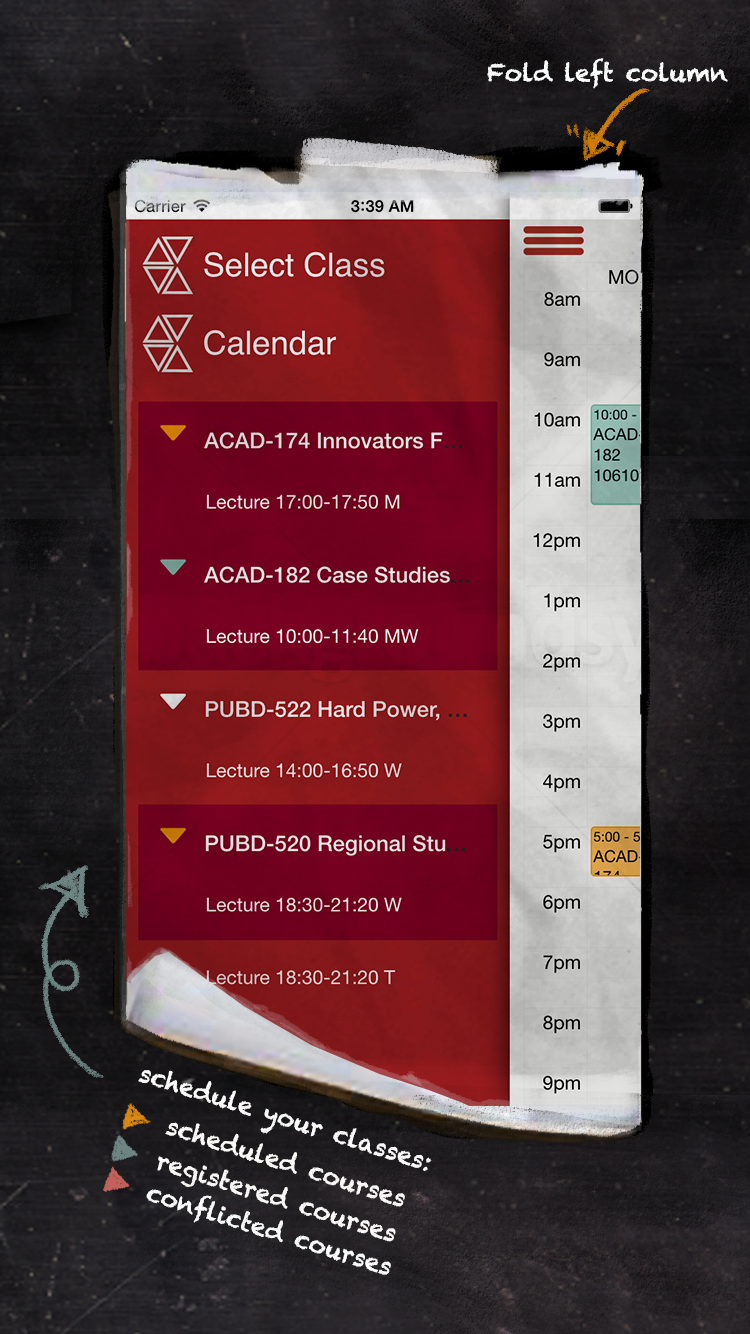 Fold left column
Carrier 3:39 AM
Select Class
Calendar
ACAD-174 Innovators F...
Lecture 17:00-17:50 M
ACAD-182 Case Studies...
Lecture 10:00-11:40 MW
PUBD-522 Hard Power, ...
Lecture 14:00-16:50 W
PUBD-520 Regional Stu...
Lecture 18:30-21:20 W
Lecture 18:30-21:20 T
MO
8am
9am
10am
11am
12pm
1pm
2pm
3pm
4pm
5pm
6pm
7pm
8pm
9pm
10:00 -
ACAD-
182
10610
5:00 - 5
ACAD-
174
schedule your classes:
scheduled courses
registered courses
conflicted courses